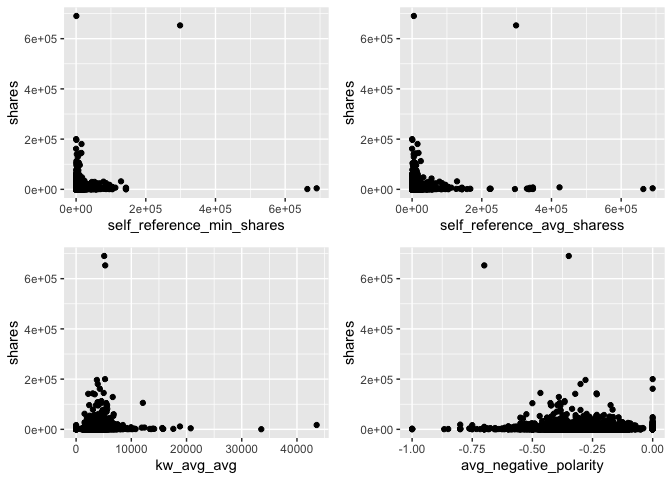 6e+05
4e+05
2e+05
0e+00
shares
0e+00 2e+05 4e+05 6e+05
self_reference_min_shares
6e+05
4e+05
2e+05
0e+00
shares
0e+00 2e+05 4e+05 6e+05
self_reference_avg_sharess
6e+05
4e+05
2e+05
0e+00
shares
0 10000 20000 30000 40000
kw_avg_avg
6e+05
4e+05
2e+05
0e+00
shares
-1.00 -0.75 -0.50 -0.25 0.00
avg_negative_polarity